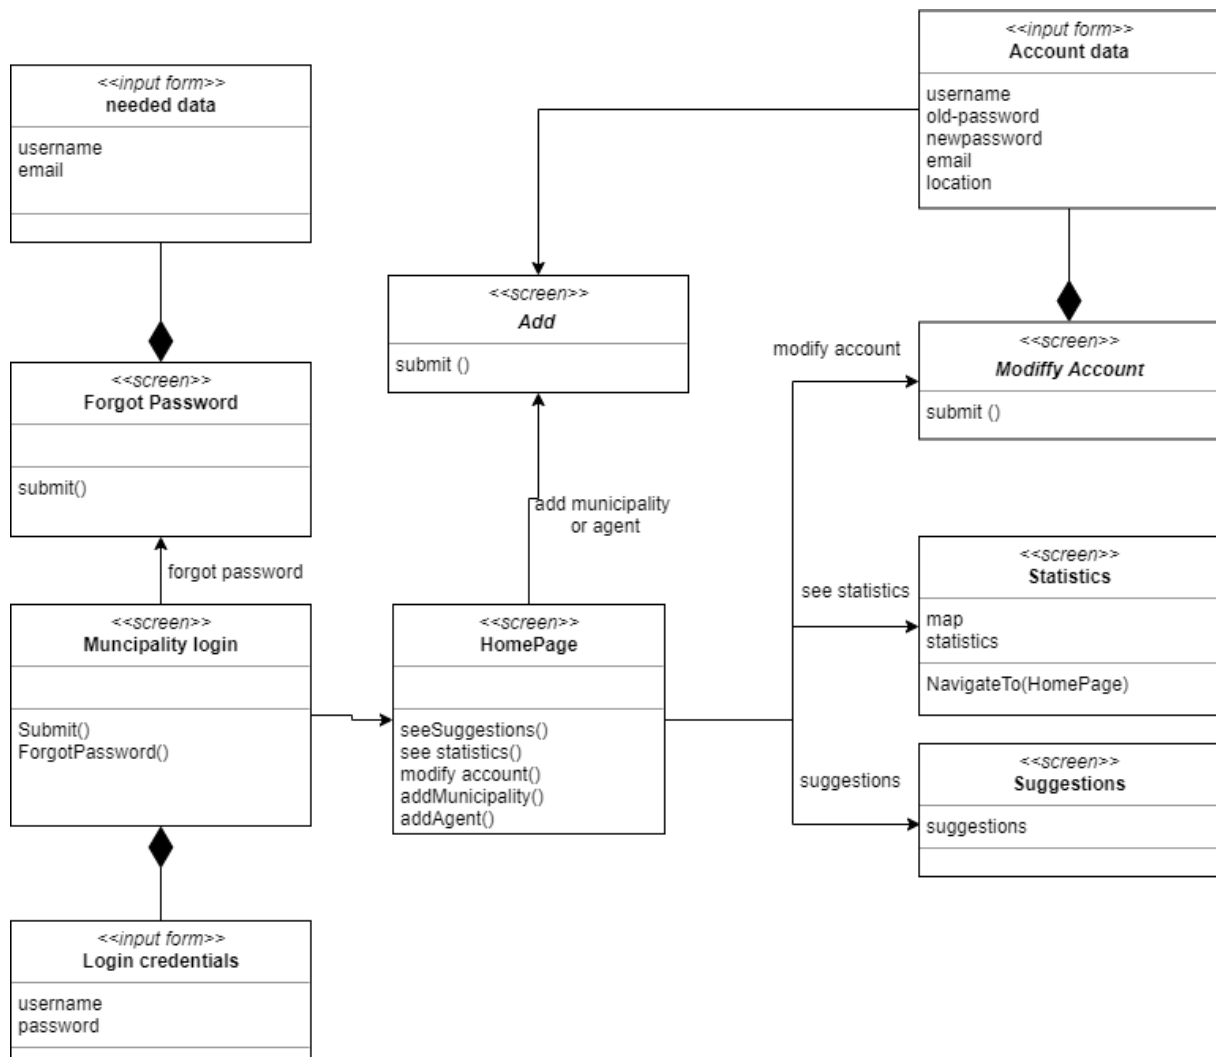 <<input form>>
Account data
username
old-password
newpassword
email
location
<<input form>>
needed data
username
email
<<screen>>
Add
submit ()
<<screen>>
Modiffy Account
submit ()
modify account
<<screen>>
Forgot Password
submit()
forgot password
add municipality
or agent
<<screen>>
Statistics
map
statistics
NavigateTo(HomePage)
see statistics
<<screen>>
Muncipality login
Submit()
ForgotPassword()
<<screen>>
HomePage
seeSuggestions()
see statistics()
modify account()
addMunicipality()
addAgent()
suggestions
<<screen>>
Suggestions
suggestions
<<input form>>
Login credentials
username
password